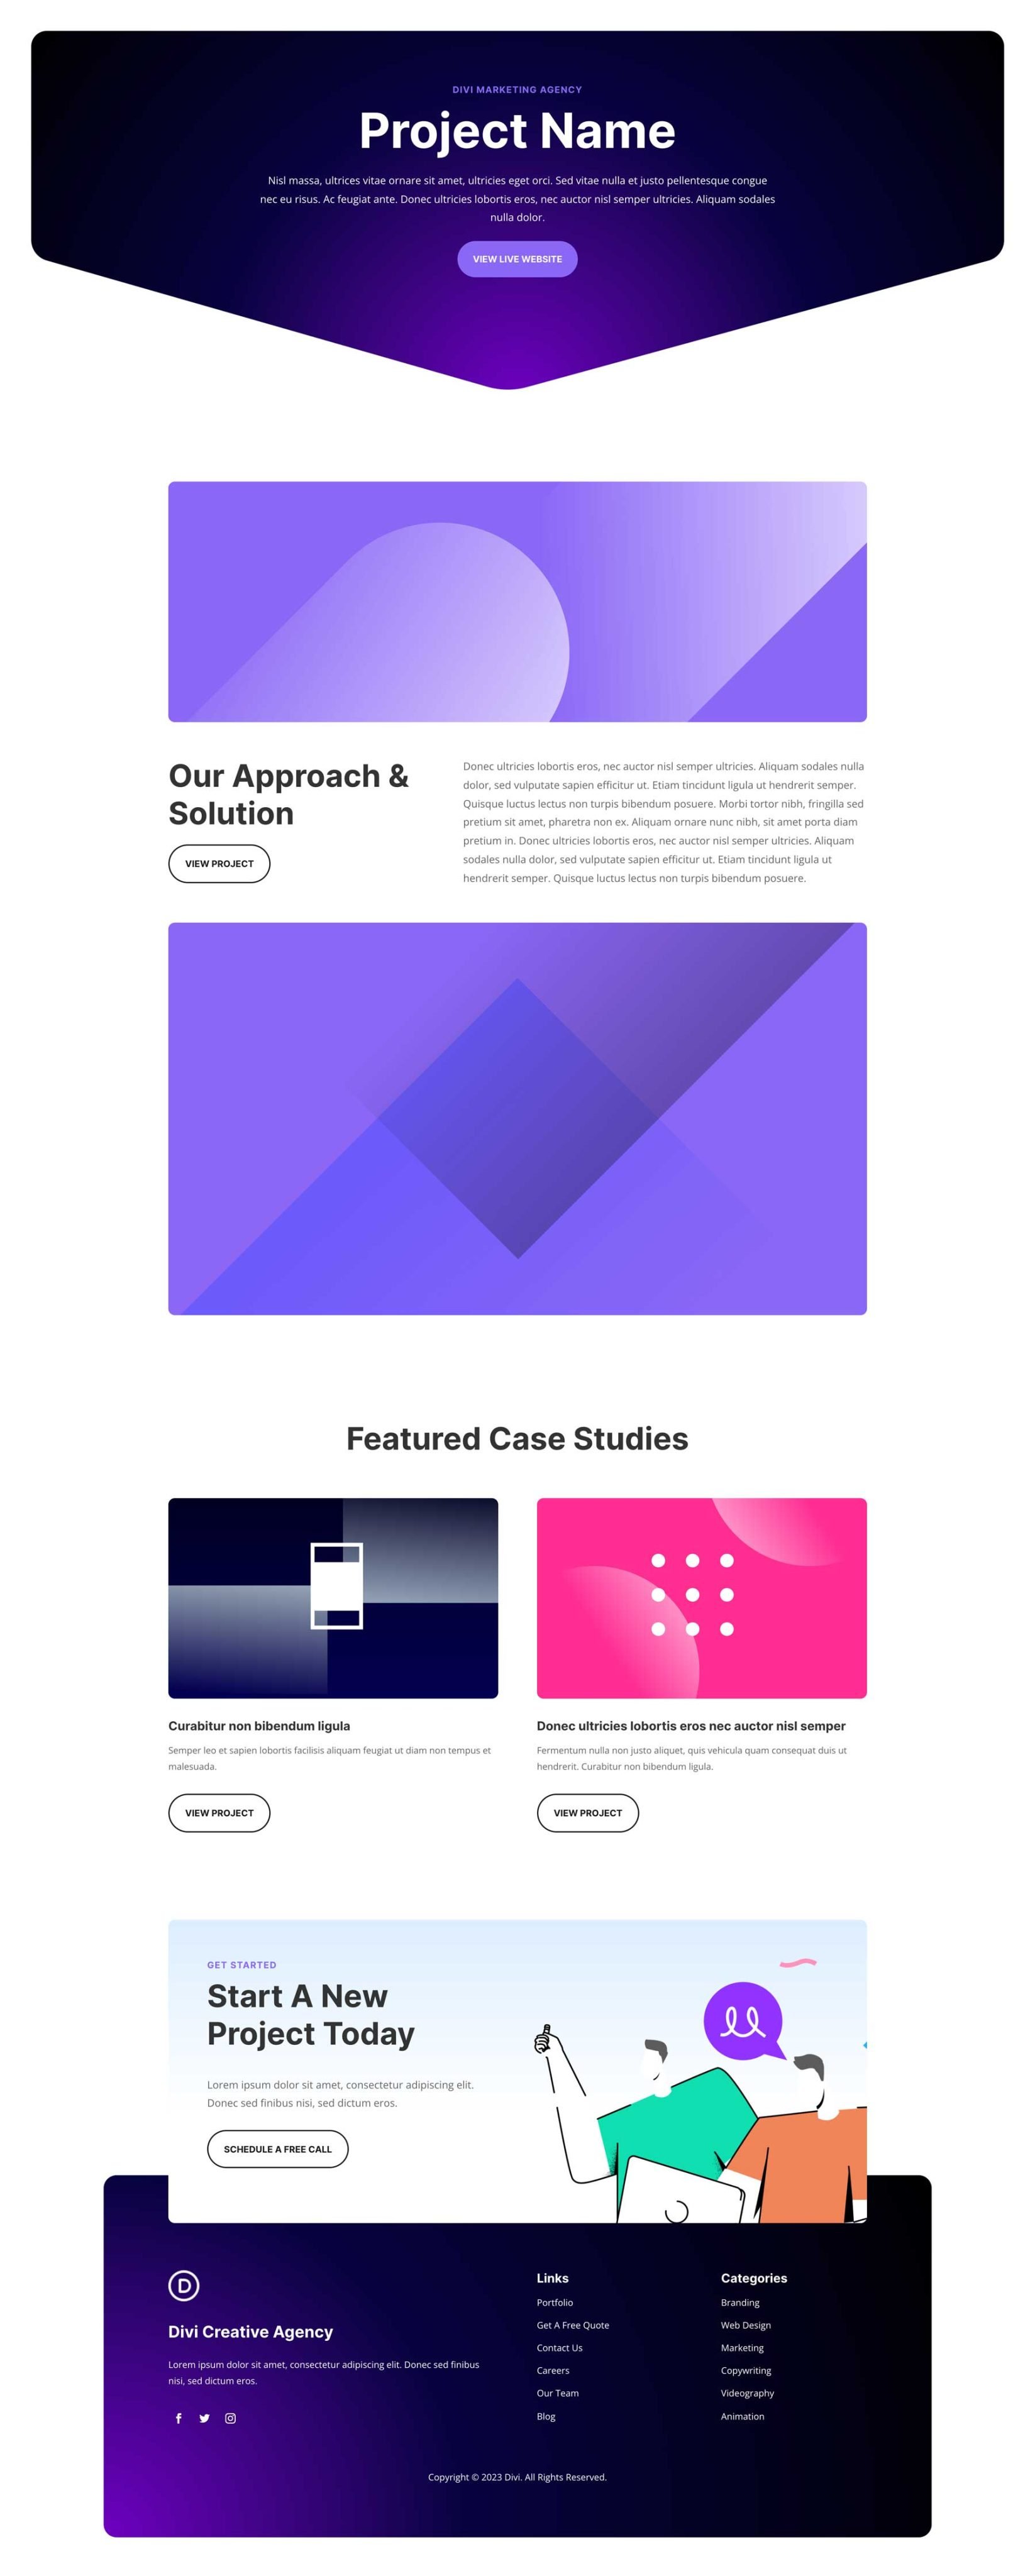 DIVI MARKETING AGENCY
Project Name
Nisl massa, ultrices vitae ornare sit amet, ultricies eget orci. Sed vitae nulla et justo pellentesque congue
nec eu risus. Ac feugiat ante. Donec ultricies lobortis eros, nec auctor nisl semper ultricies. Aliquam sodales
nulla dolor.
VIEW LIVE WEBSITE
Our Approach &
Solution
VIEW PROJECT
Donec ultricies lobortis eros, nec auctor nisl semper ultricies. Aliquam sodales nulla
dolor, sed vulputate sapien efficitur ut. Etiam tincidunt ligula ut hendrerit semper.
Quisque luctus lectus non turpis bibendum posuere. Morbi tortor nibh, fringilla sed
pretium sit amet, pharetra non ex. Aliquam ornare nunc nibh, sit amet porta diam
pretium in. Donec ultricies lobortis eros, nec auctor nisl semper ultricies. Aliquam
sodales nulla dolor, sed vulputate sapien efficitur ut. Etiam tincidunt ligula ut
hendrerit semper. Quisque luctus lectus non turpis bibendum posuere.
Featured Case Studies
Curabitur non bibendum ligula
Semper leo et sapien lobortis facilisis aliquam feugiat ut diam non tempus et
malesuada.
VIEW PROJECT
Donec ultricies lobortis eros nec auctor nisl semper
Fermentum nulla non justo aliquet, quis vehicula quam consequat duis ut
hendrerit. Curabitur non bibendum ligula.
VIEW PROJECT
GET STARTED
Start A New
Project Today
Lorem ipsum dolor sit amet, consectetur adipiscing elit.
Donec sed finibus nisi, sed dictum eros.
SCHEDULE A FREE CALL
D
Divi Creative Agency
Lorem ipsum dolor sit amet, consectetur adipiscing elit. Donec sed finibus
nisi, sed dictum eros.
Links
Portfolio
Get A Free Quote
Contact Us
Careers
Our Team
Blog
Categories
Branding
Web Design
Marketing
Copywriting
Videography
Animation
Copyright © 2023 Divi. All Rights Reserved.